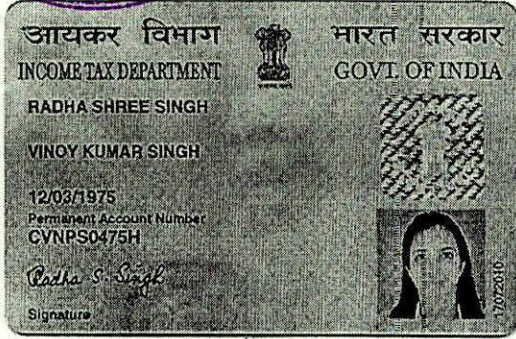 आयकर विभाग
INCOME TAX DEPARTMENT
भारत सरकार
GOVT. OF INDIA
RADHA SHREE SINGH
VINOY KUMAR SINGH
12/03/1975
Permanent Account Number
CVNPS0475H
Radha S. Singh
Signature
17072010